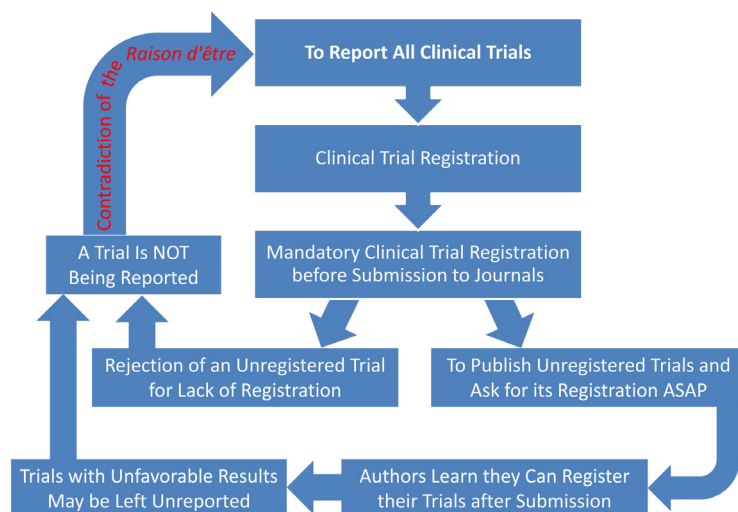 Contradiction of the Raison d'être
To Report All Clinical Trials
Clinical Trial Registration
Mandatory Clinical Trial Registration
before Submission to Journals
A Trial Is NOT
Being Reported
Rejection of an Unregistered Trial
for Lack of Registration
To Publish Unregistered Trials and
Ask for its Registration ASAP
Trials with Unfavorable Results
May be Left Unreported
Authors Learn they Can Register
their Trials after Submission